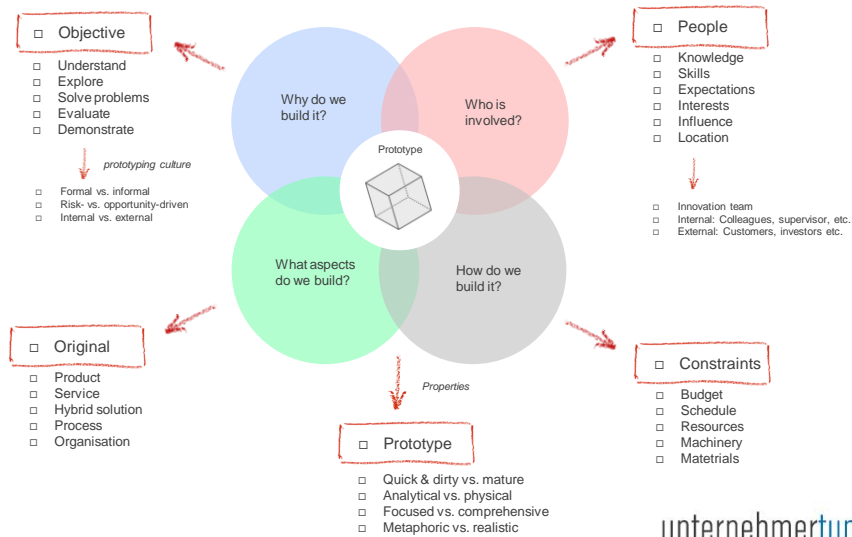 □ Objective
□ Understand
□ Explore
□ Solve problems
□ Evaluate
□ Demonstrate
prototyping culture
□ Formal vs. informal
□ Risk- vs. opportunity-driven
□ Internal vs. external
Why do we
build it?
Who is
involved?
Prototype
What aspects
do we build?
How do we
build it?
□ People
□ Knowledge
□ Skills
□ Expectations
□ Interests
□ Influence
□ Location
□ Innovation team
□ Internal: Colleagues, supervisor, etc.
□ External: Customers, investors etc.
□ Original
□ Product
□ Service
□ Hybrid solution
□ Process
□ Organisation
Properties
□ Prototype
□ Quick & dirty vs. mature
□ Analytical vs. physical
□ Focused vs. comprehensive
□ Metaphoric vs. realistic
□ Constraints
□ Budget
□ Schedule
□ Resources
□ Machinery
□ Matetrials